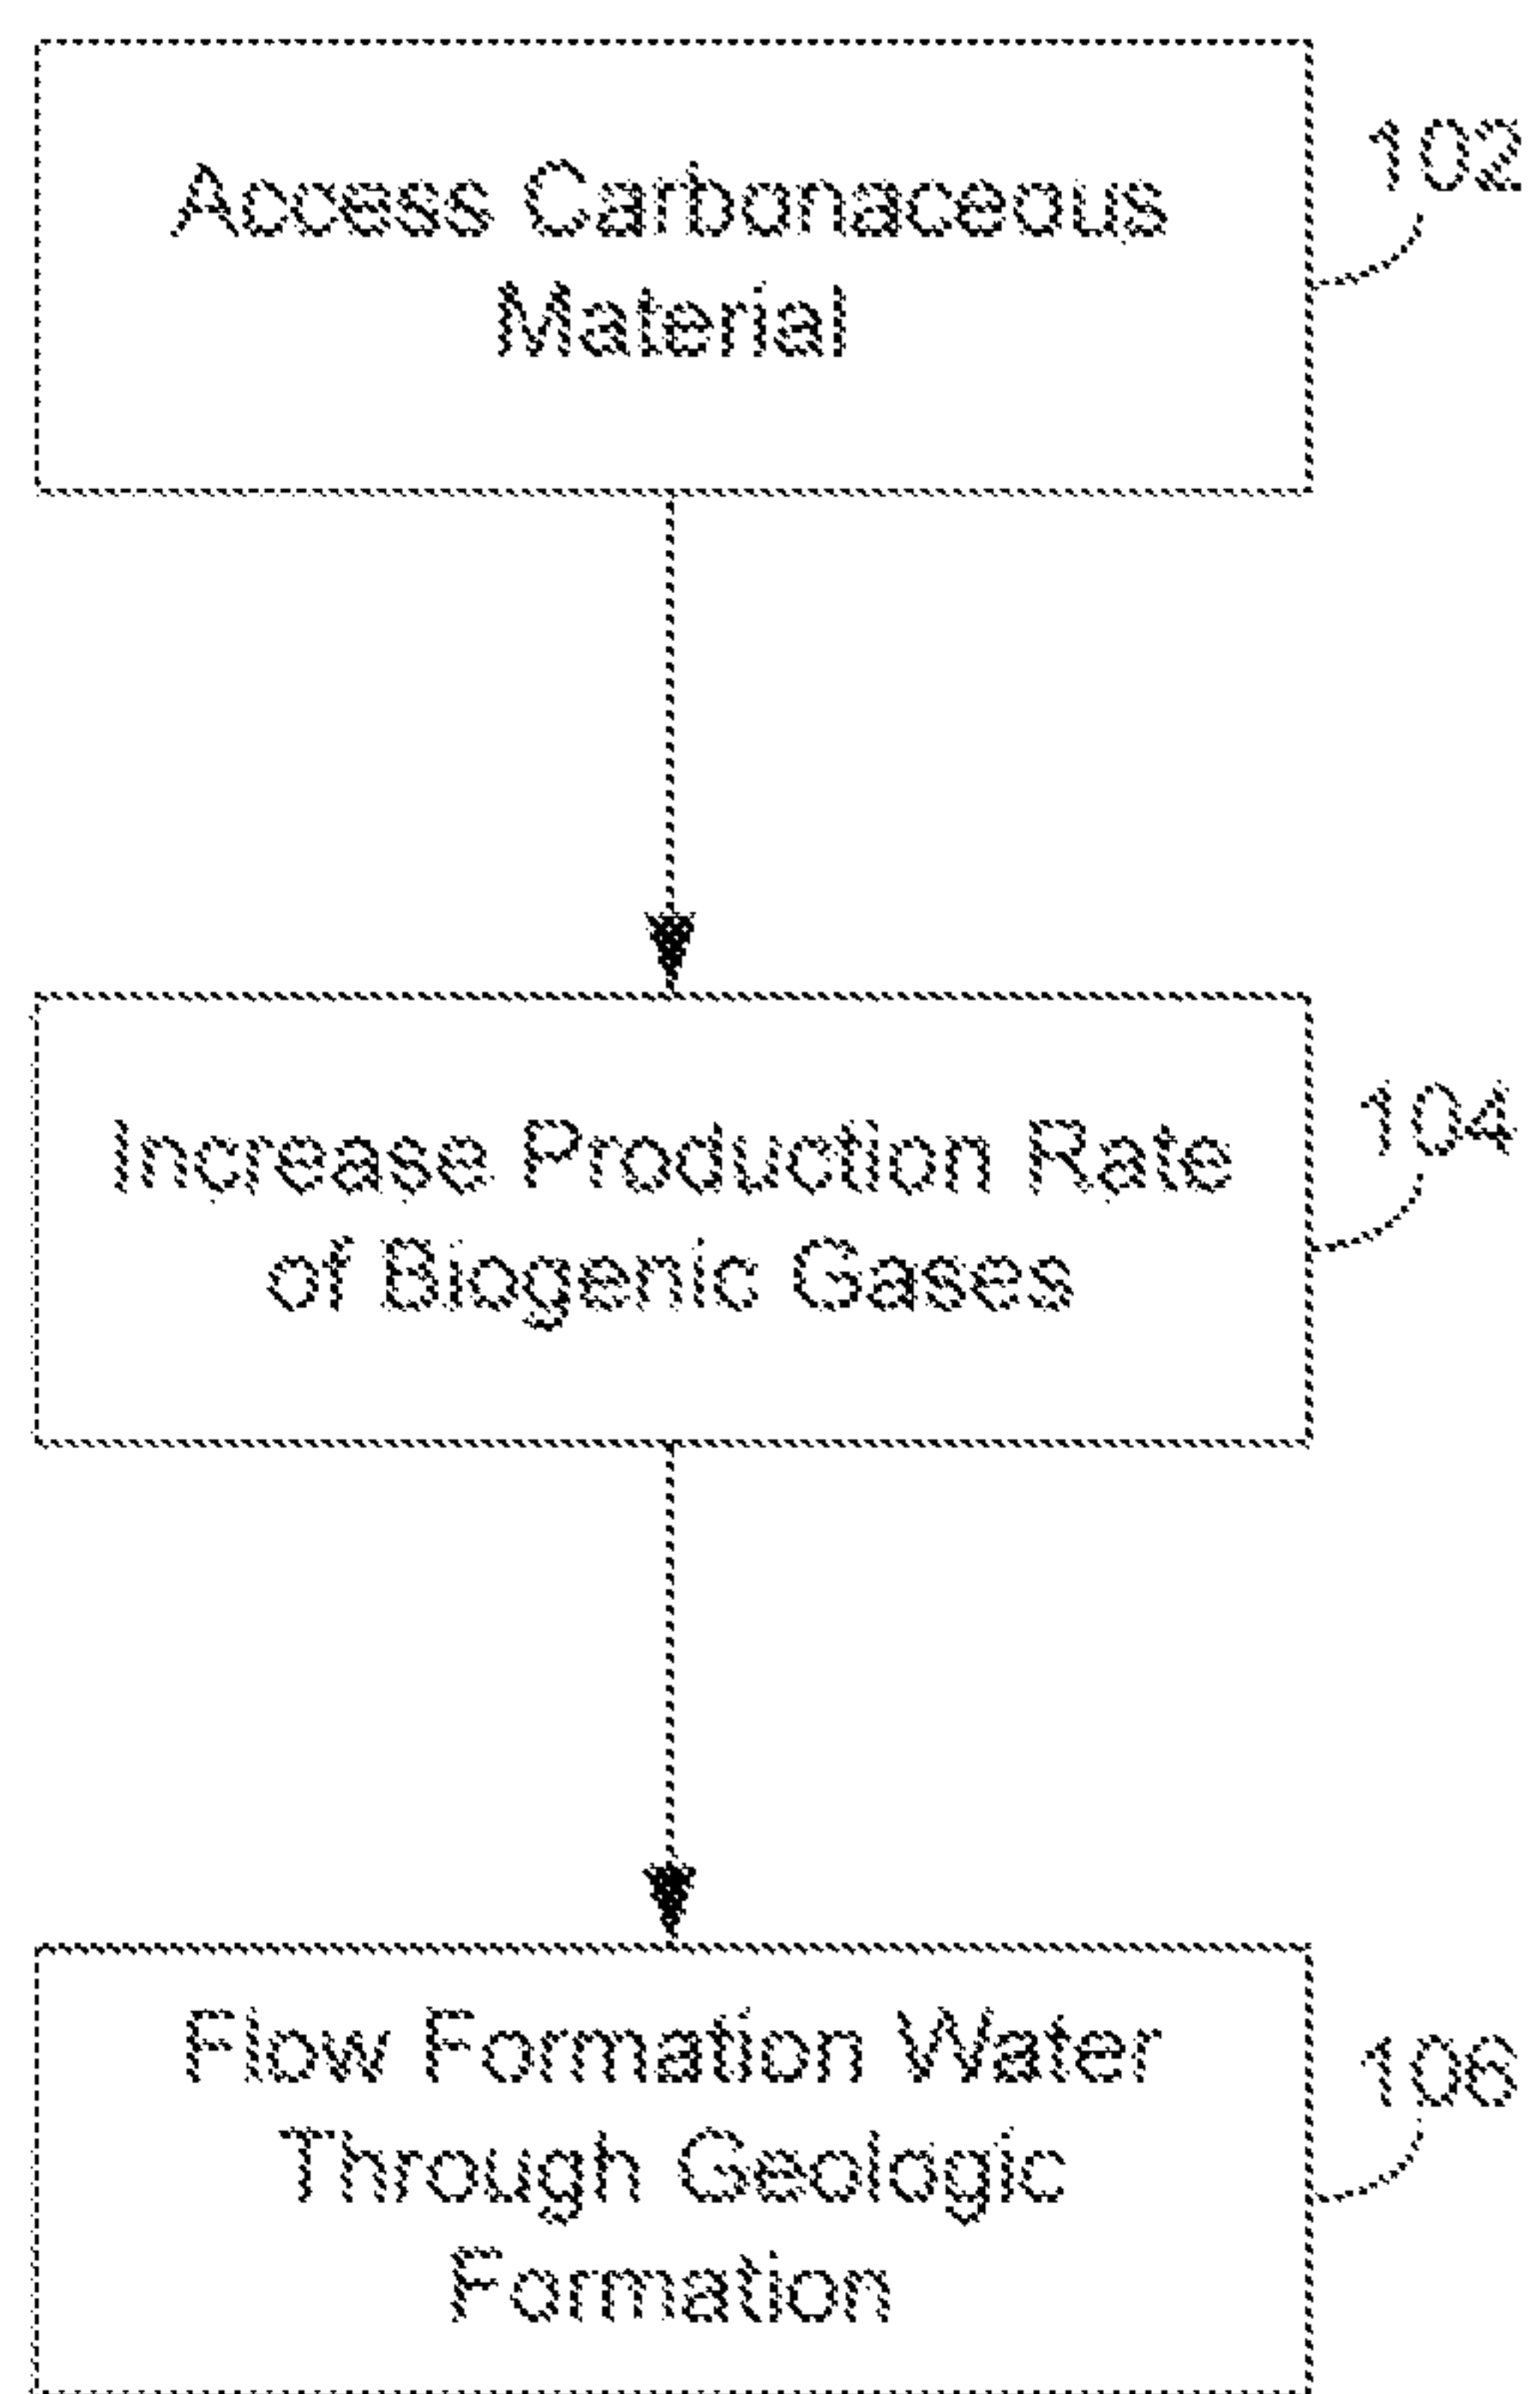 Access Carbonaceous
Material
102
Increase Production Rate
of Biogenic Gases
104
Flow Formation Water
Through Geologic
Formation
106